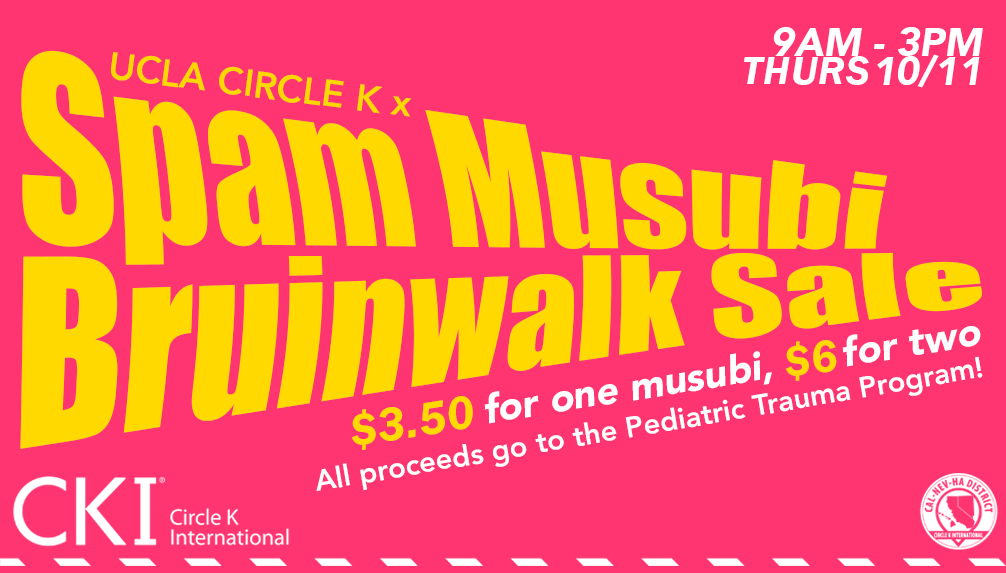 9AM - 3PM
THURS 10/11
UCLA CIRCLE K x
Spam Musubi
Bruinwalk Sale
$3.50 for one musubi, $6 for two
All proceeds go to the Pediatric Trauma Program!
CKI®
Circle K
International
CAL-NEV-HA DISTRICT
CIRCLE K INTERNATIONAL